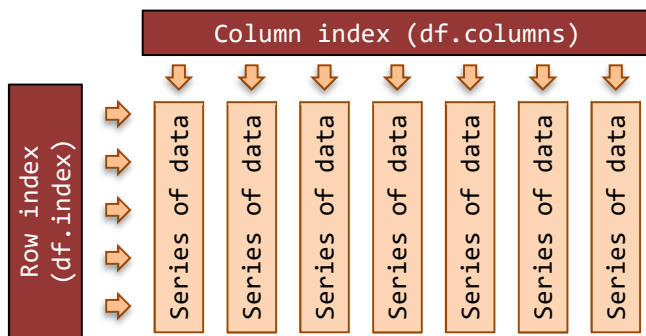 Column index (df.columns)
Row index
(df.index)
Series of data
Series of data
Series of data
Series of data
Series of data
Series of data
Series of data